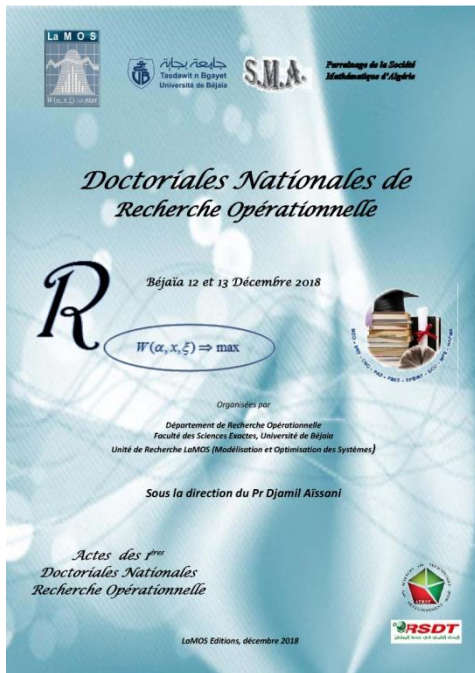 La M O S
W(α, x, ξ) ⇒ max
جامعة بجاية
Tasdawit n Bgayet
Université de Béjaïa
S.M.A.
Parrainage de la Société
Mathématique d'Algérie
Doctoriales Nationales de
Recherche Opérationnelle
Béjaïa 12 et 13 Décembre 2018
R
W(α, x, ξ) ⇒ max
Organisées par
Département de Recherche Opérationnelle
Faculté des Sciences Exactes, Université de Béjaïa
Unité de Recherche LaMOS (Modélisation et Optimisation des Systèmes)
Sous la direction du Pr Djamil Aïssani
Actes des 1ères
Doctoriales Nationales
Recherche Opérationnelle
ATRST
RSDT
LaMOS Editions, décembre 2018